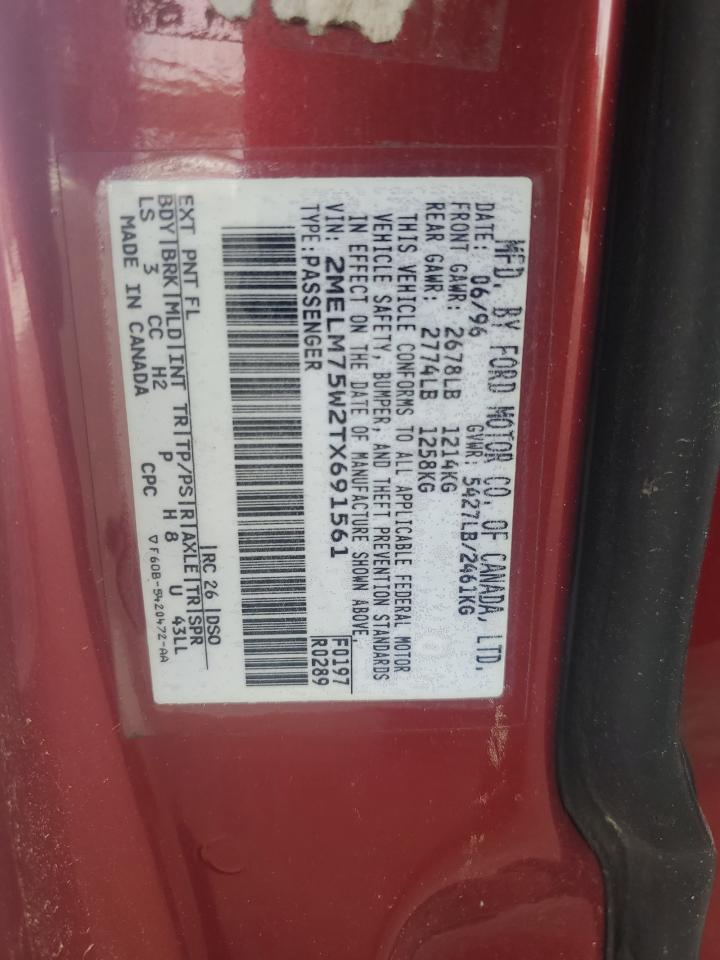 MFD. BY FORD MOTOR CO. OF CANADA, LTD.
DATE: 06/96 GVWR: 5427LB/2461KG
FRONT GAWR: 2678LB 1214KG
REAR GAWR: 2774LB 1258KG
THIS VEHICLE CONFORMS TO ALL APPLICABLE FEDERAL MOTOR
VEHICLE SAFETY, BUMPER, AND THEFT PREVENTION STANDARDS
IN EFFECT ON THE DATE OF MANUFACTURE SHOWN ABOVE.
VIN: 2MELM75W2TX691561 F0197
TYPE: PASSENGER R0289
EXT PNT FL RC 26 DSO
BDY BRK MLD INT TR TP/PS R AXLE TR SPR
LS 3 CC H2 P H 8 U 43LL
MADE IN CANADA CPC ▽F60B-5420472-AA